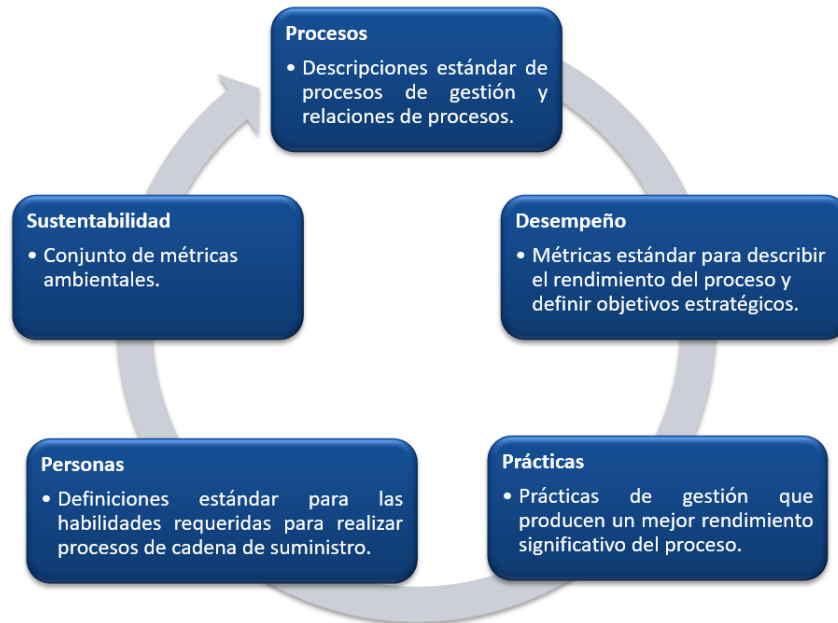 Procesos
• Descripciones estándar de
procesos de gestión y
relaciones de procesos.
Desempeño
• Métricas estándar para describir
el rendimiento del proceso y
definir objetivos estratégicos.
Prácticas
• Prácticas de gestión que
producen un mejor rendimiento
significativo del proceso.
Personas
• Definiciones estándar para las
habilidades requeridas para realizar
procesos de cadena de suministro.
Sustentabilidad
• Conjunto de métricas
ambientales.